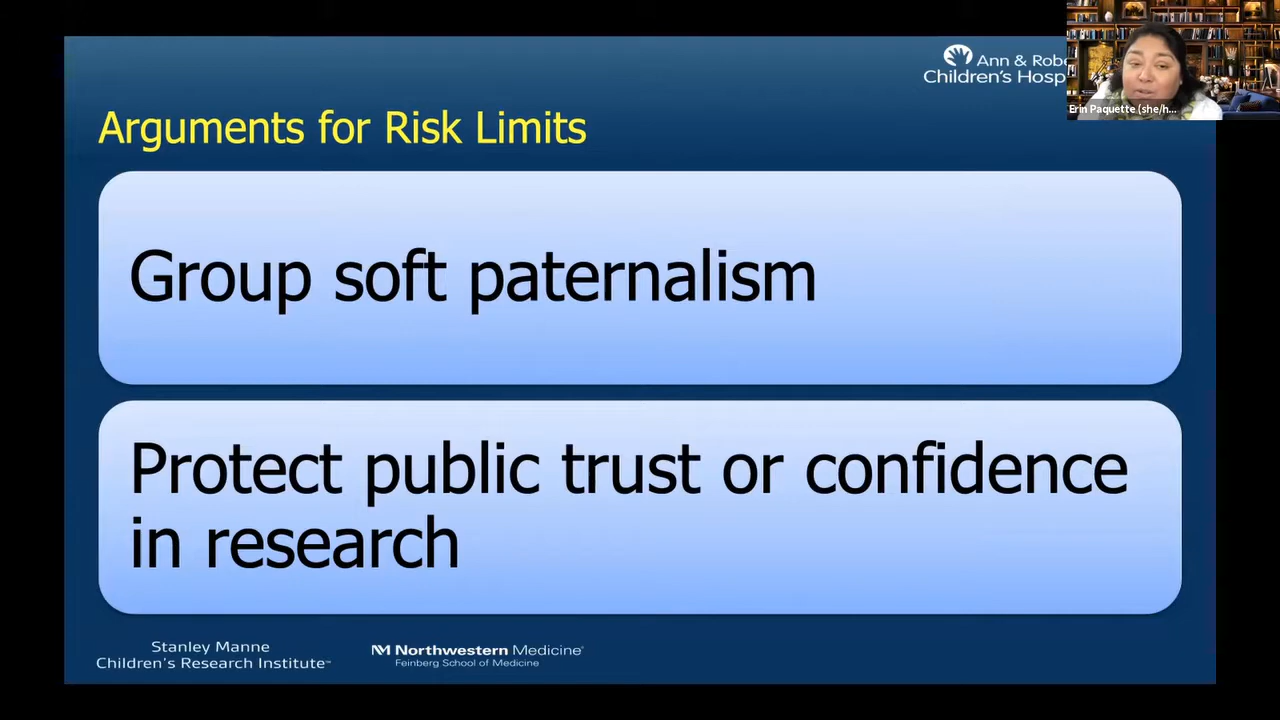 Ann & Robe
Children's Hosp
Erin Paquette (she/h...
Arguments for Risk Limits
Group soft paternalism
Protect public trust or confidence
in research
Stanley Manne
Children's Research Institute™
Northwestern Medicine®
Feinberg School of Medicine